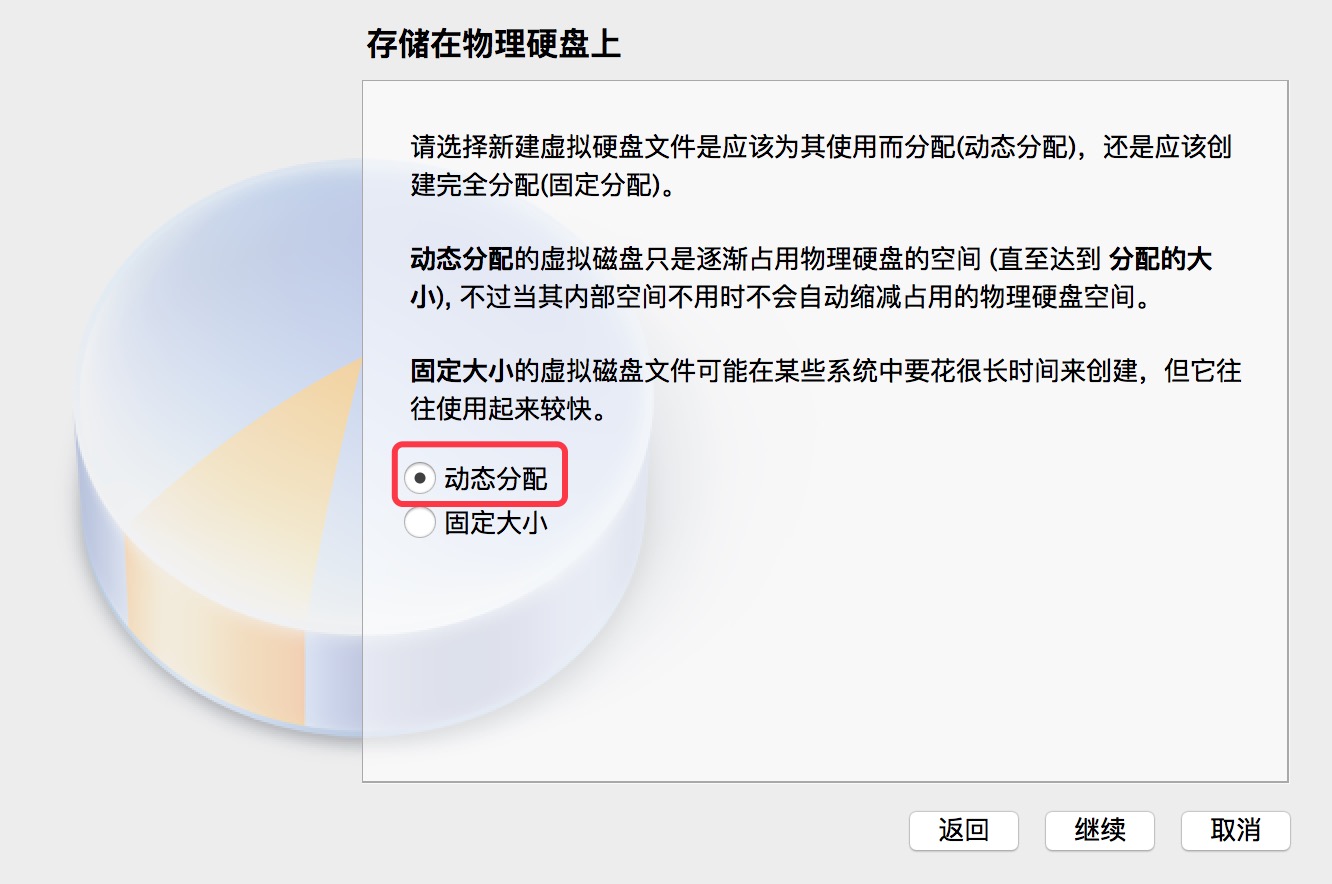 存储在物理硬盘上
请选择新建虚拟硬盘文件是应该为其使用而分配(动态分配)，还是应该创
建完全分配(固定分配)。
动态分配的虚拟磁盘只是逐渐占用物理硬盘的空间 (直至达到 分配的大
小), 不过当其内部空间不用时不会自动缩减占用的物理硬盘空间。
固定大小的虚拟磁盘文件可能在某些系统中要花很长时间来创建，但它往
往使用起来较快。
动态分配
固定大小
返回 继续 取消